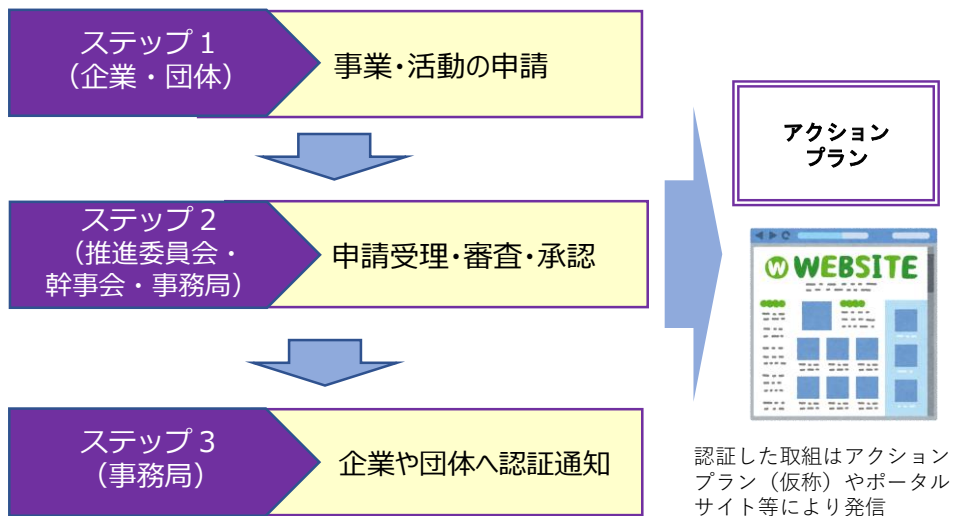 ステップ1
（企業・団体）
事業・活動の申請
ステップ2
（推進委員会・
幹事会・事務局）
申請受理・審査・承認
ステップ3
（事務局）
企業や団体へ認証通知
アクション
プラン
W WEBSITE
認証した取組はアクション
プラン（仮称）やポータル
サイト等により発信